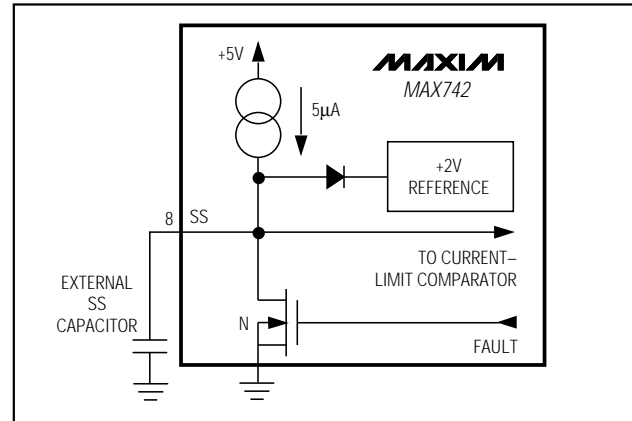 +5V
MAXIM
MAX742
5μA
+2V
REFERENCE
8
SS
TO CURRENT–
LIMIT COMPARATOR
EXTERNAL
SS
CAPACITOR
N
FAULT